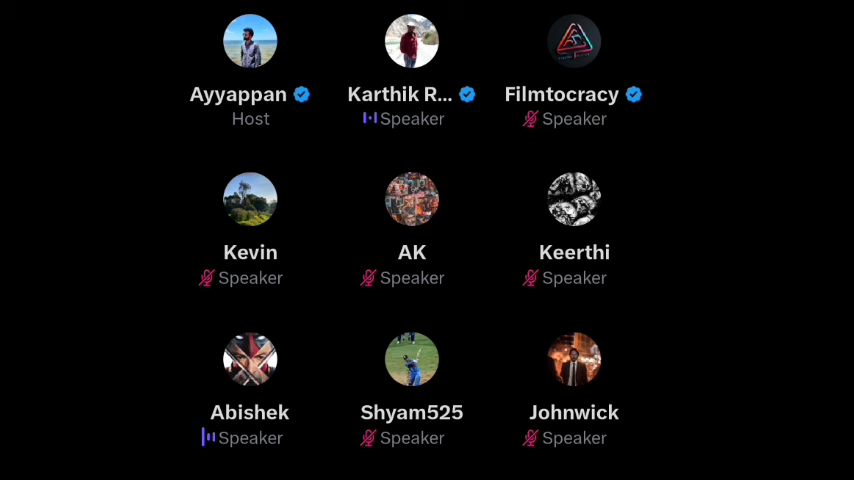 Ayyappan Karthik R... Filmtocracy
Host Speaker Speaker
Kevin AK Keerthi
Speaker Speaker Speaker
Abishek Shyam525 Johnwick
Speaker Speaker Speaker